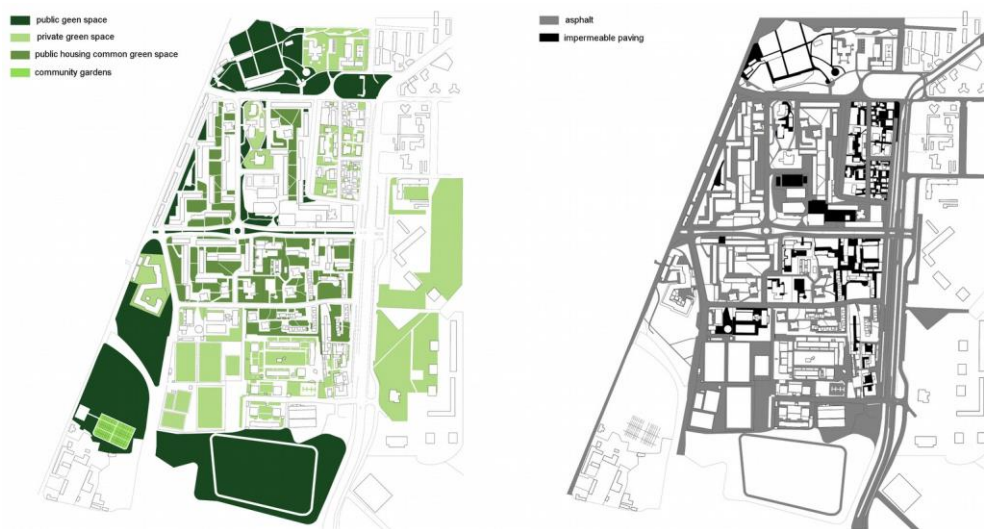 public geen space
private green space
public housing common green space
community gardens
asphalt
impermeable paving